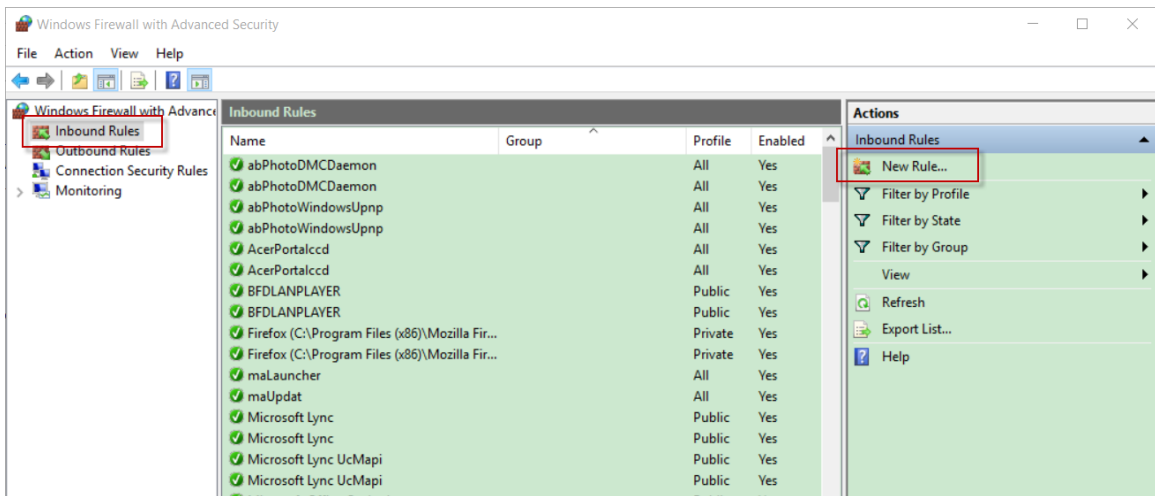 Windows Firewall with Advanced Security
File Action View Help
Windows Firewall with Advance
Inbound Rules
Outbound Rules
Connection Security Rules
Monitoring
Inbound Rules
Name Group Profile Enabled
abPhotoDMCDaemon All Yes
abPhotoDMCDaemon All Yes
abPhotoWindowsUpnp All Yes
abPhotoWindowsUpnp All Yes
AcerPortalccd All Yes
AcerPortalccd All Yes
BFDLANPLAYER Public Yes
BFDLANPLAYER Public Yes
Firefox (C:\Program Files (x86)\Mozilla Fir... Private Yes
Firefox (C:\Program Files (x86)\Mozilla Fir... Private Yes
maLauncher All Yes
maUpdat All Yes
Microsoft Lync Public Yes
Microsoft Lync Public Yes
Microsoft Lync UcMapi Public Yes
Microsoft Lync UcMapi Public Yes
Actions
Inbound Rules
New Rule...
Filter by Profile
Filter by State
Filter by Group
View
Refresh
Export List...
Help